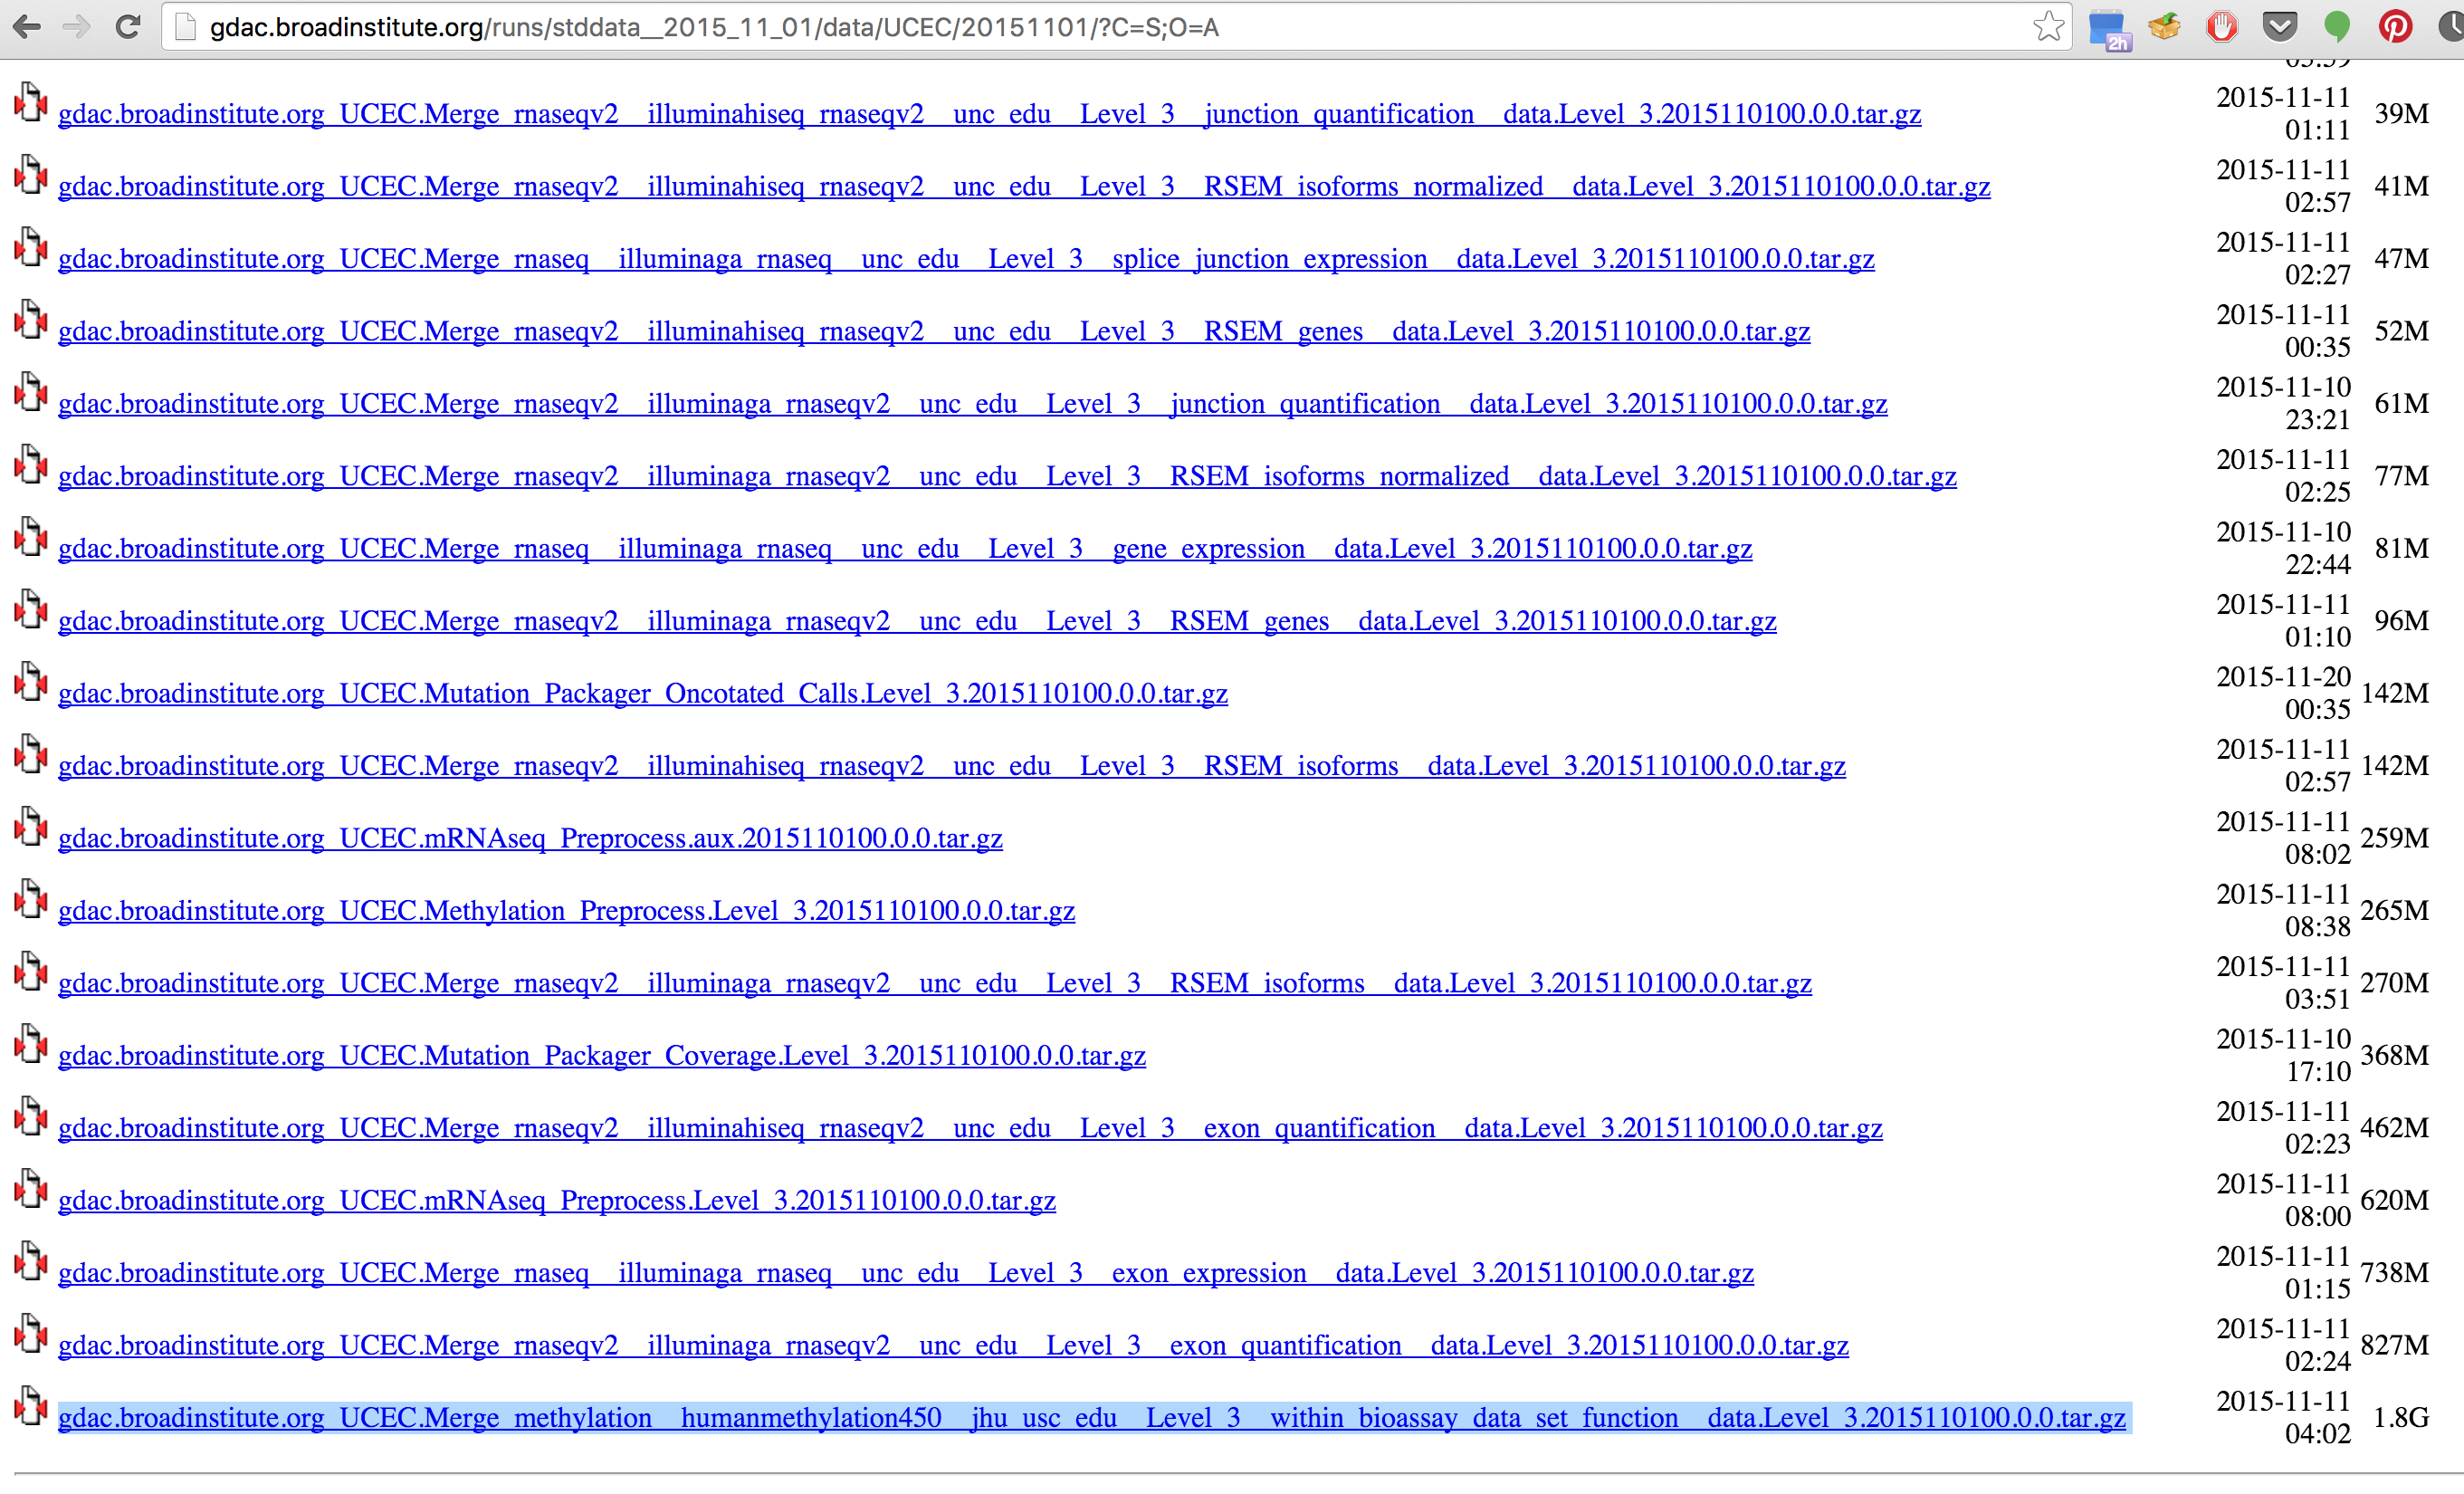 gdac.broadinstitute.org/runs/stddata__2015_11_01/data/UCEC/20151101/?C=S;O=A
2h
gdac.broadinstitute.org_UCEC.Merge_rnaseqv2__illuminahiseq_rnaseqv2__unc_edu__Level_3__junction_quantification__data.Level_3.2015110100.0.0.tar.gz 2015-11-11 01:11 39M
gdac.broadinstitute.org_UCEC.Merge_rnaseqv2__illuminahiseq_rnaseqv2__unc_edu__Level_3__RSEM_isoforms_normalized__data.Level_3.2015110100.0.0.tar.gz 2015-11-11 02:57 41M
gdac.broadinstitute.org_UCEC.Merge_rnaseq__illuminaga_rnaseq__unc_edu__Level_3__splice_junction_expression__data.Level_3.2015110100.0.0.tar.gz 2015-11-11 02:27 47M
gdac.broadinstitute.org_UCEC.Merge_rnaseqv2__illuminahiseq_rnaseqv2__unc_edu__Level_3__RSEM_genes__data.Level_3.2015110100.0.0.tar.gz 2015-11-11 00:35 52M
gdac.broadinstitute.org_UCEC.Merge_rnaseqv2__illuminaga_rnaseqv2__unc_edu__Level_3__junction_quantification__data.Level_3.2015110100.0.0.tar.gz 2015-11-10 23:21 61M
gdac.broadinstitute.org_UCEC.Merge_rnaseqv2__illuminaga_rnaseqv2__unc_edu__Level_3__RSEM_isoforms_normalized__data.Level_3.2015110100.0.0.tar.gz 2015-11-11 02:25 77M
gdac.broadinstitute.org_UCEC.Merge_rnaseq__illuminaga_rnaseq__unc_edu__Level_3__gene_expression__data.Level_3.2015110100.0.0.tar.gz 2015-11-10 22:44 81M
gdac.broadinstitute.org_UCEC.Merge_rnaseqv2__illuminaga_rnaseqv2__unc_edu__Level_3__RSEM_genes__data.Level_3.2015110100.0.0.tar.gz 2015-11-11 01:10 96M
gdac.broadinstitute.org_UCEC.Mutation_Packager_Oncotated_Calls.Level_3.2015110100.0.0.tar.gz 2015-11-20 00:35 142M
gdac.broadinstitute.org_UCEC.Merge_rnaseqv2__illuminahiseq_rnaseqv2__unc_edu__Level_3__RSEM_isoforms__data.Level_3.2015110100.0.0.tar.gz 2015-11-11 02:57 142M
gdac.broadinstitute.org_UCEC.mRNAseq_Preprocess.aux.2015110100.0.0.tar.gz 2015-11-11 08:02 259M
gdac.broadinstitute.org_UCEC.Methylation_Preprocess.Level_3.2015110100.0.0.tar.gz 2015-11-11 08:38 265M
gdac.broadinstitute.org_UCEC.Merge_rnaseqv2__illuminaga_rnaseqv2__unc_edu__Level_3__RSEM_isoforms__data.Level_3.2015110100.0.0.tar.gz 2015-11-11 03:51 270M
gdac.broadinstitute.org_UCEC.Mutation_Packager_Coverage.Level_3.2015110100.0.0.tar.gz 2015-11-10 17:10 368M
gdac.broadinstitute.org_UCEC.Merge_rnaseqv2__illuminahiseq_rnaseqv2__unc_edu__Level_3__exon_quantification__data.Level_3.2015110100.0.0.tar.gz 2015-11-11 02:23 462M
gdac.broadinstitute.org_UCEC.mRNAseq_Preprocess.Level_3.2015110100.0.0.tar.gz 2015-11-11 08:00 620M
gdac.broadinstitute.org_UCEC.Merge_rnaseq__illuminaga_rnaseq__unc_edu__Level_3__exon_expression__data.Level_3.2015110100.0.0.tar.gz 2015-11-11 01:15 738M
gdac.broadinstitute.org_UCEC.Merge_rnaseqv2__illuminaga_rnaseqv2__unc_edu__Level_3__exon_quantification__data.Level_3.2015110100.0.0.tar.gz 2015-11-11 02:24 827M
gdac.broadinstitute.org_UCEC.Merge_methylation__humanmethylation450__jhu_usc_edu__Level_3__within_bioassay_data_set_function__data.Level_3.2015110100.0.0.tar.gz 2015-11-11 04:02 1.8G